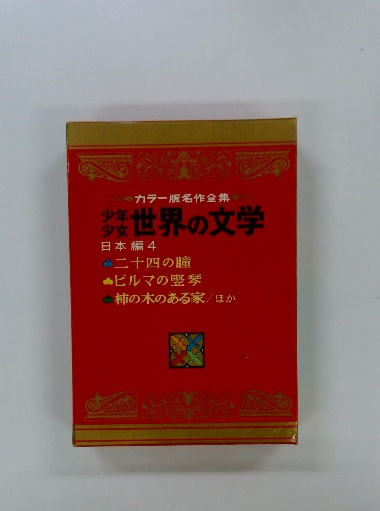 カラー版名作全集
少年少女 世界の文学
日本編4
二十四の瞳
ビルマの竪琴
柿の木のある家/ほか